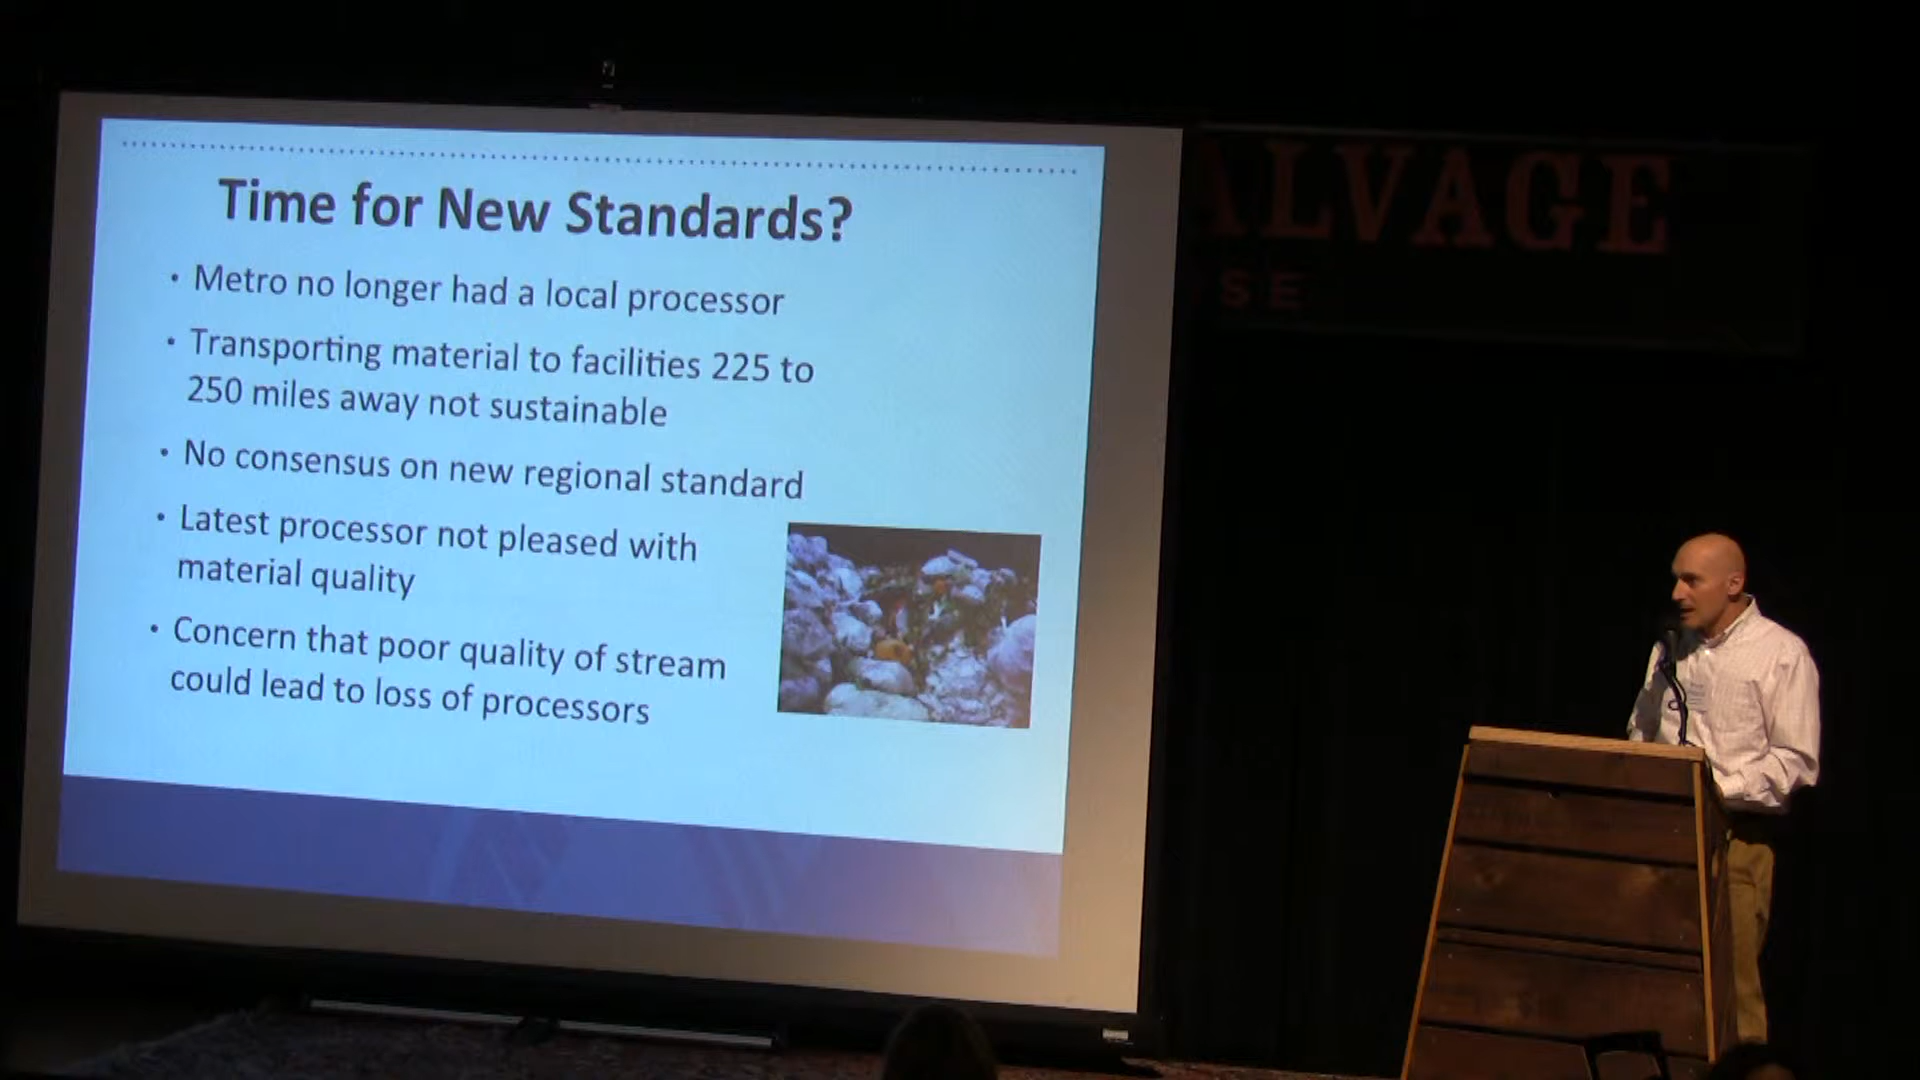 Time for New Standards?
• Metro no longer had a local processor
• Transporting material to facilities 225 to
250 miles away not sustainable
• No consensus on new regional standard
• Latest processor not pleased with
material quality
• Concern that poor quality of stream
could lead to loss of processors
ALVAGE
SE